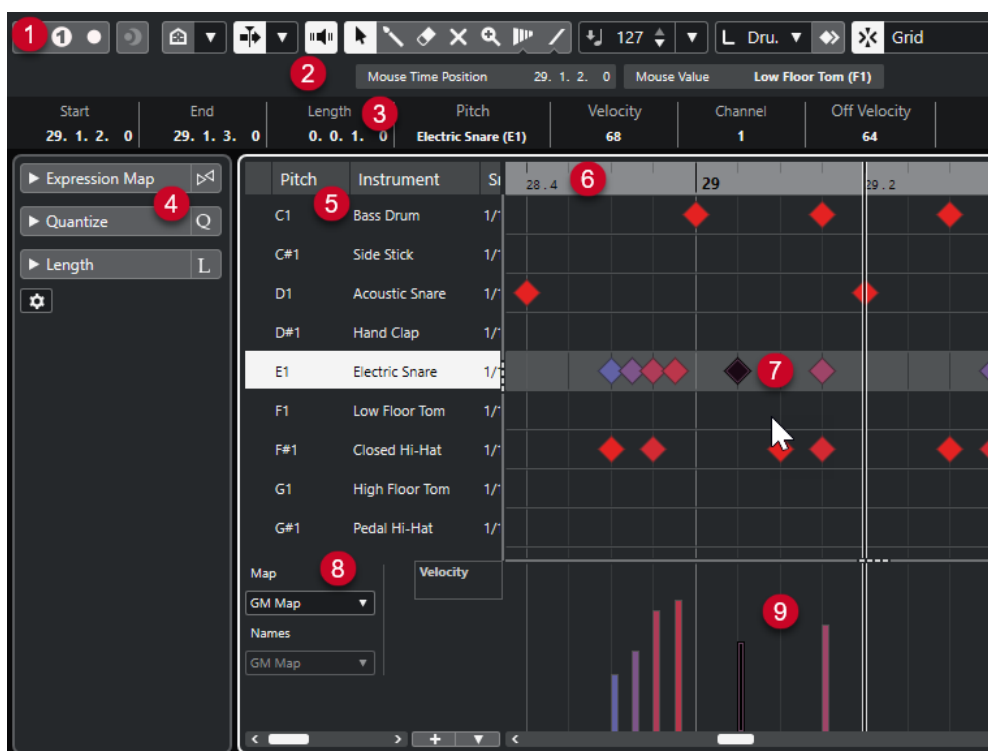 1 1 127 L Dru. Grid
2 Mouse Time Position 29. 1. 2. 0 Mouse Value Low Floor Tom (F1)
Start End Length 3 Pitch Velocity Channel Off Velocity
29. 1. 2. 0 29. 1. 3. 0 0. 0. 1. 0 Electric Snare (E1) 68 1 64
Expression Map
4
Quantize Q
Length L
Pitch Instrument
5
28.4 6 29 29.2
C1 Bass Drum
C#1 Side Stick
D1 Acoustic Snare
D#1 Hand Clap
E1 Electric Snare
7
F1 Low Floor Tom
F#1 Closed Hi-Hat
G1 High Floor Tom
G#1 Pedal Hi-Hat
Map 8 Velocity
GM Map
Names
GM Map
9